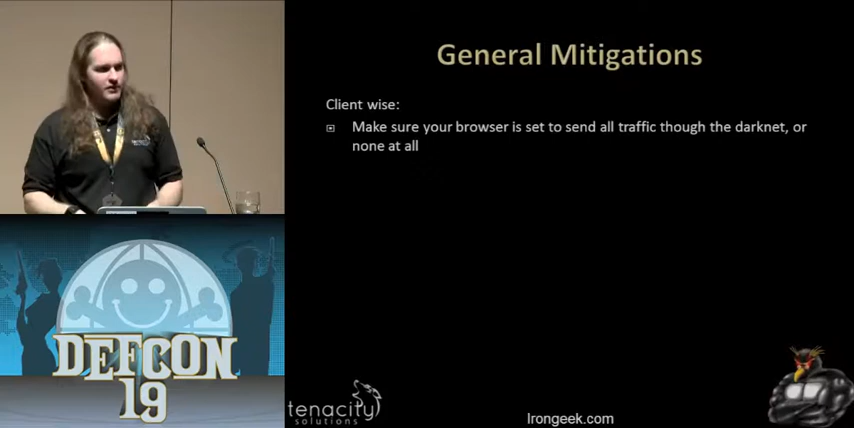 General Mitigations
Client wise:
Make sure your browser is set to send all traffic though the darknet, or
none at all
DEFCON
19
tenacity
solutions
Irongeek.com